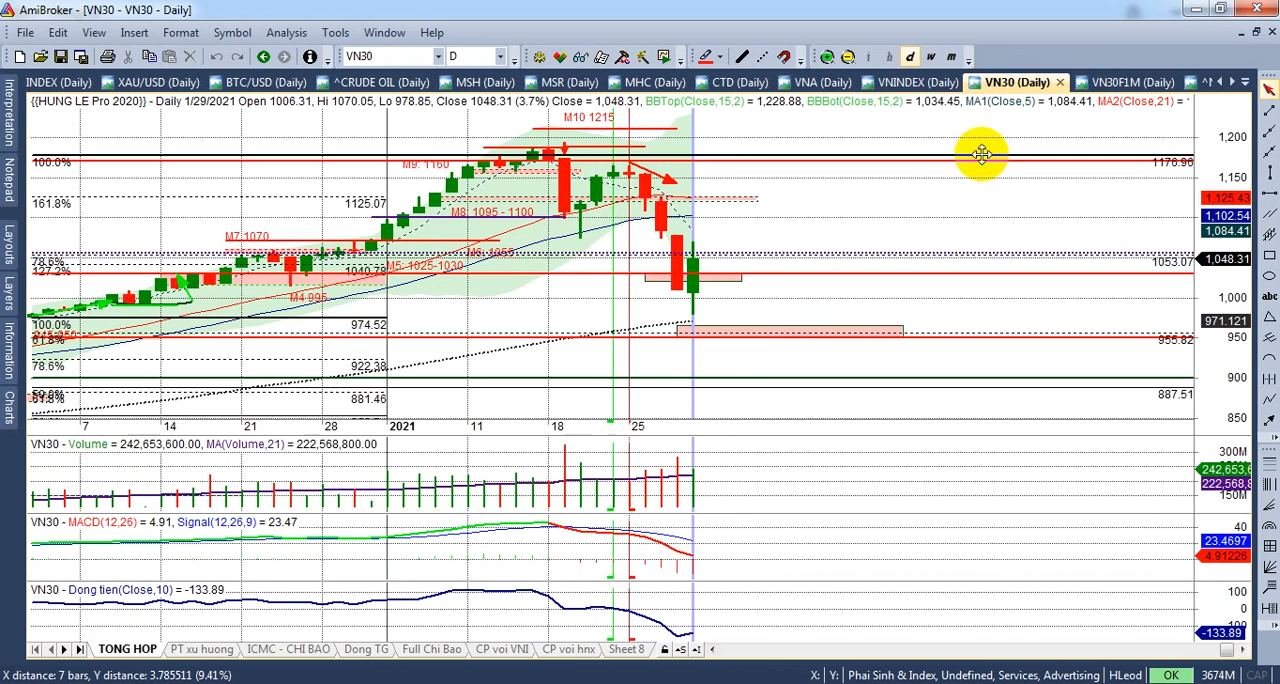 AmiBroker - [VN30 - VN30 - Daily]
File Edit View Insert Format Symbol Analysis Tools Window Help
VN30 D i h d w m
INDEX (Daily) XAU/USD (Daily) BTC/USD (Daily) ^CRUDE OIL (Daily) MSH (Daily) MSR (Daily) MHC (Daily) CTD (Daily) VNA (Daily) VNINDEX (Daily) VN30 (Daily) VN30F1M (Daily)
{{HUNG LE Pro 2020}} - Daily 1/29/2021 Open 1006.31, Hi 1070.05, Lo 978.85, Close 1048.31 (3.7%) Close = 1,048.31, BBTop(Close,15,2) = 1,228.88, BBBot(Close,15,2) = 1,034.45, MA1(Close,5) = 1,084.41, MA2(Close,21) =
Interpretation
Notepad
Layouts
Layers
Information
Charts
M10 1215
1,200
100.0% M9: 1160 1176.96
1,150
161.8% 1125.07 1,125.43
M8: 1095 - 1100 1,102.54
M7: 1070 1,084.41
M6: 1055
78.6% 1053.07
127.2% 1040.78 M5: 1025-1030 1,048.31
M4 995 1,000
100.0% 974.52 971.121
61.8% 950 955.82
78.6% 922.38
900
881.46 887.51
850
7 14 21 28 2021 11 18 25
VN30 - Volume = 242,653,600.00, MA(Volume,21) = 222,568,800.00
300M
242,653,6
222,568,8
150M
VN30 - MACD(12,26) = 4.91, Signal(12,26,9) = 23.47
40
23.4697
4.91226
VN30 - Dong tien(Close,10) = -133.89
100
0
-133.89
TONG HOP PT xu huong ICMC - CHI BAO Dong TG Full Chi Bao CP voi VNI CP voi hnx Sheet 8
X distance: 7 bars, Y distance: 3.785511 (9.41%) X: Y: Phai Sinh & Index, Undefined, Services, Advertising HLeod OK 3674M CAP